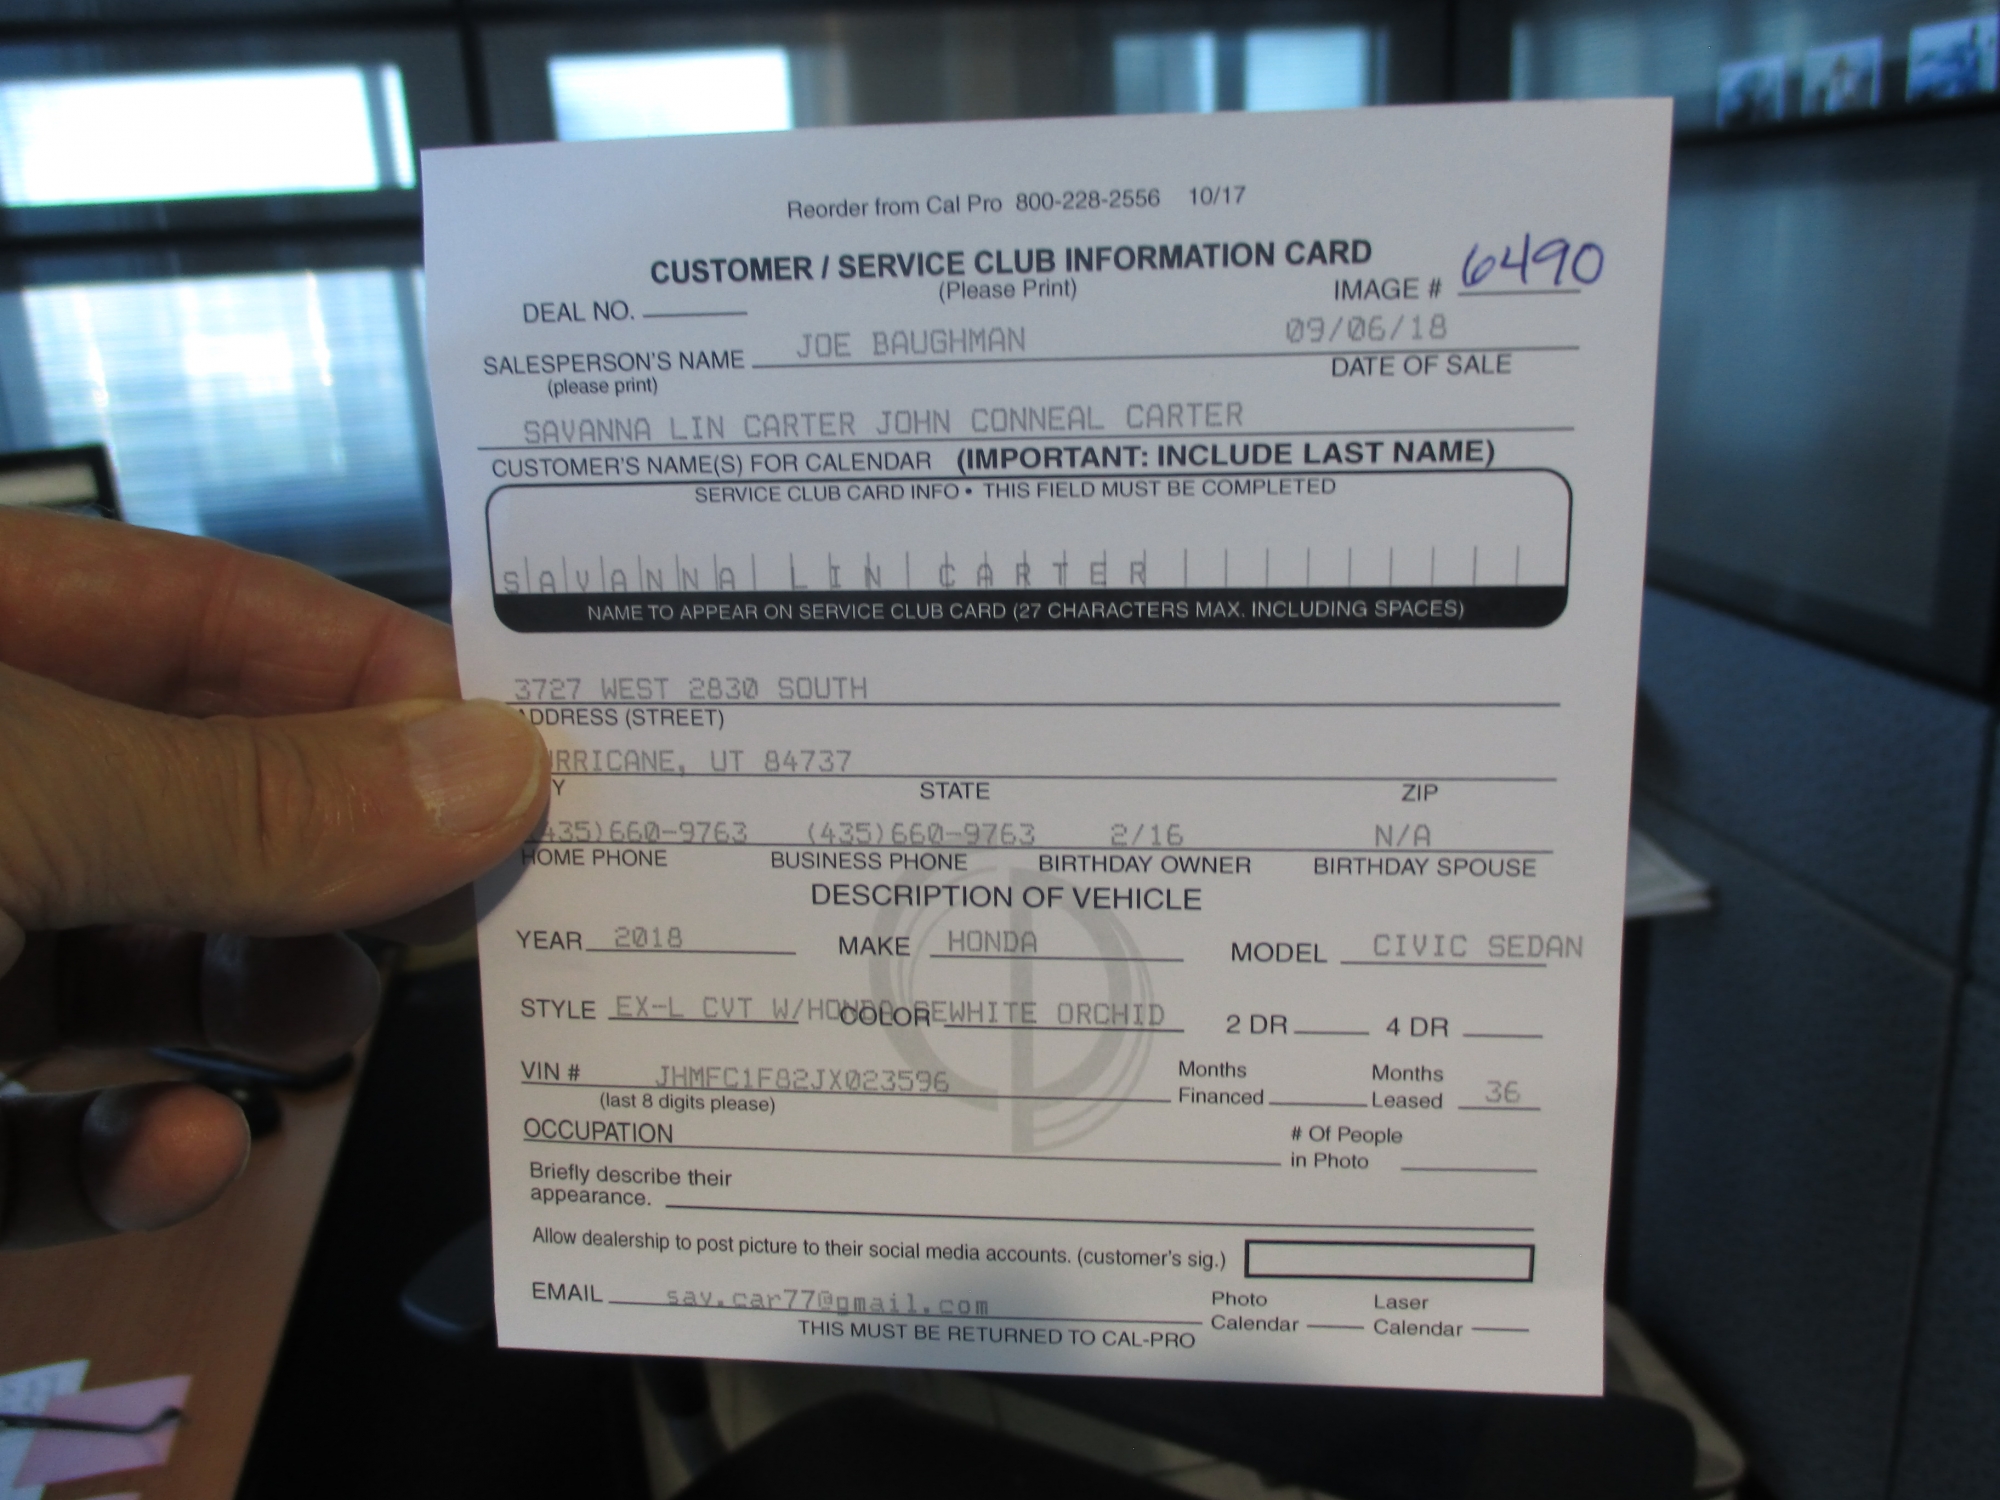 Reorder from Cal Pro 800-228-2556 10/17
CUSTOMER / SERVICE CLUB INFORMATION CARD
(Please Print)
IMAGE # 6490
DEAL NO.
SALESPERSON'S NAME JOE BAUGHMAN 09/06/18
(please print) DATE OF SALE
SAVANNA LIN CARTER JOHN CONNEAL CARTER
CUSTOMER'S NAME(S) FOR CALENDAR (IMPORTANT: INCLUDE LAST NAME)
SERVICE CLUB CARD INFO • THIS FIELD MUST BE COMPLETED
SAVANNA LIN CARTER
NAME TO APPEAR ON SERVICE CLUB CARD (27 CHARACTERS MAX. INCLUDING SPACES)
3727 WEST 2830 SOUTH
ADDRESS (STREET)
URRICANE, UT 84737
Y STATE ZIP
(435)660-9763 (435)660-9763 2/16 N/A
HOME PHONE BUSINESS PHONE BIRTHDAY OWNER BIRTHDAY SPOUSE
DESCRIPTION OF VEHICLE
YEAR 2018 MAKE HONDA MODEL CIVIC SEDAN
STYLE EX-L CVT W/HONDA SE COLOR WHITE ORCHID 2 DR 4 DR
VIN # JHMFC1F82JX023596 Months Financed Months Leased 36
(last 8 digits please)
OCCUPATION # Of People in Photo
Briefly describe their
appearance.
Allow dealership to post picture to their social media accounts. (customer's sig.)
EMAIL sav.car77@gmail.com Photo Calendar Laser Calendar
THIS MUST BE RETURNED TO CAL-PRO